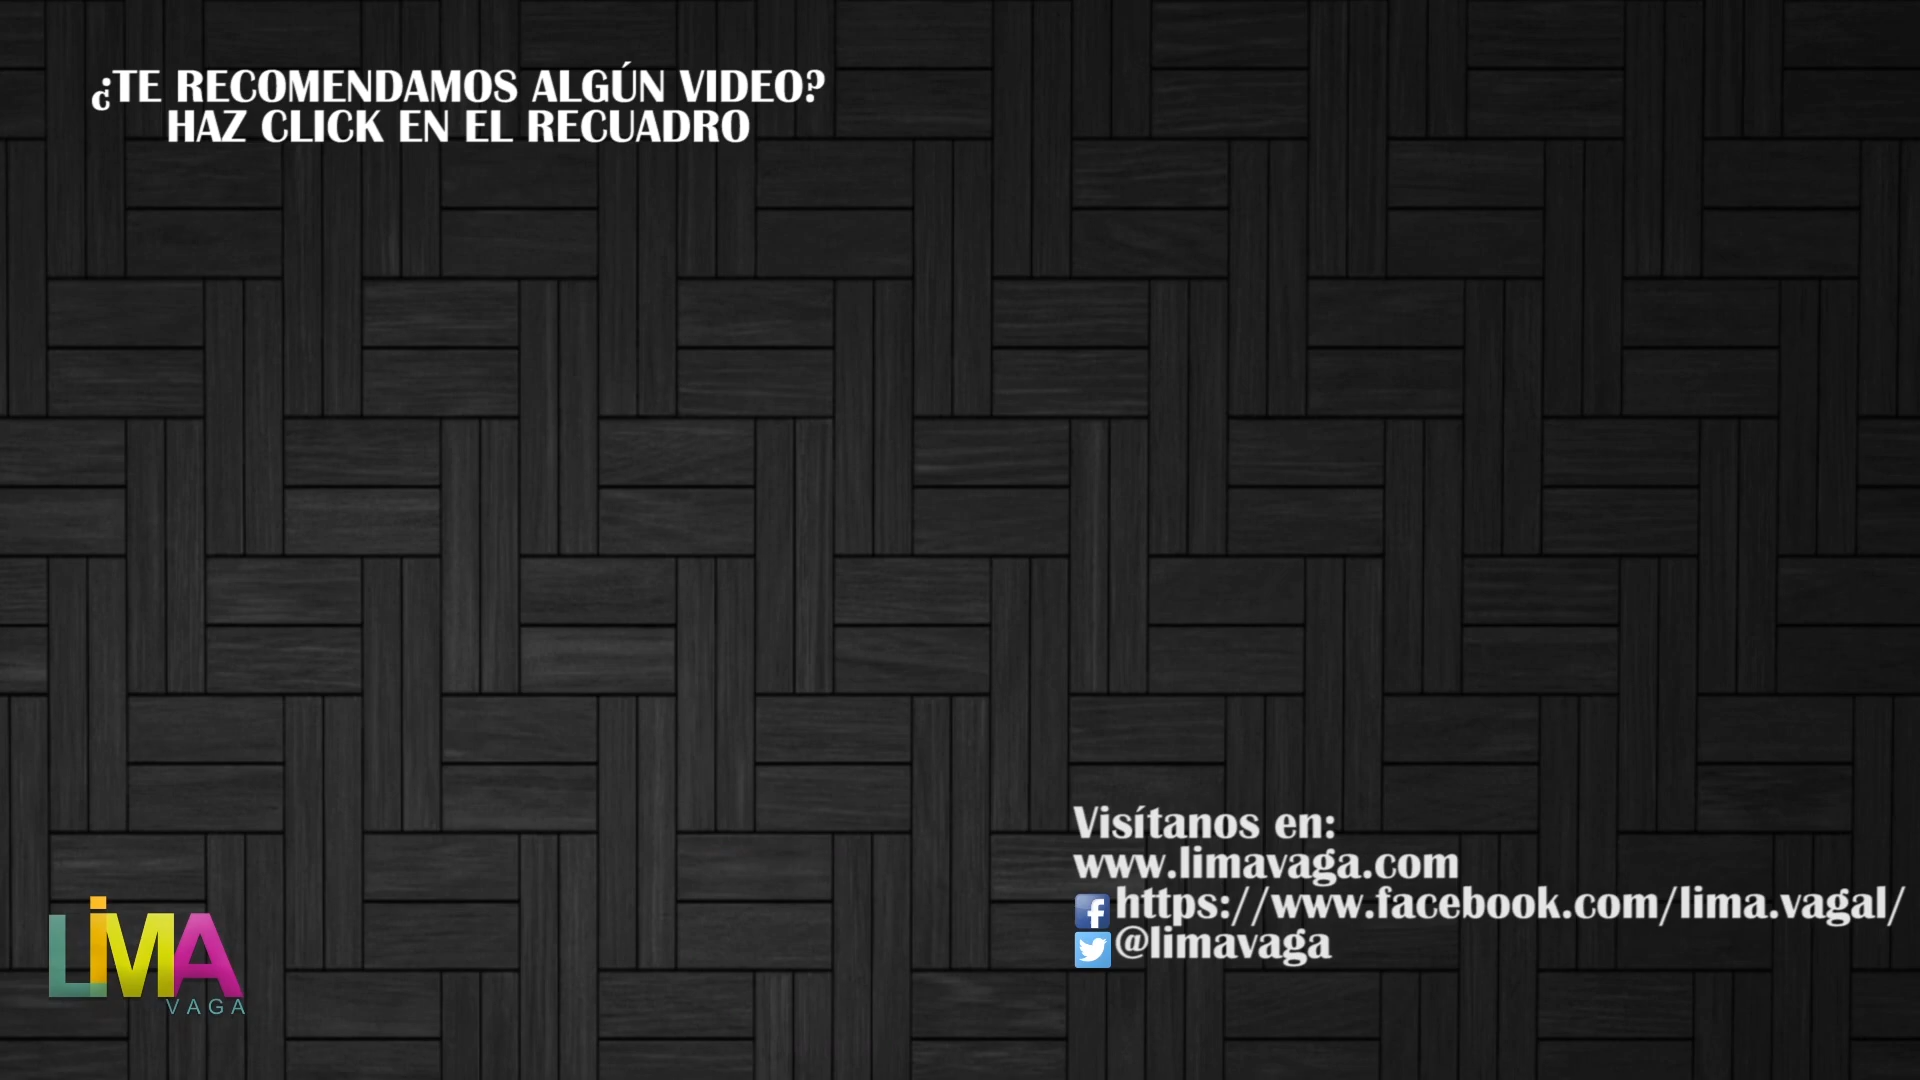 ¿TE RECOMENDAMOS ALGÚN VIDEO?
HAZ CLICK EN EL RECUADRO
Visítanos en:
www.limavaga.com
https://www.facebook.com/lima.vagal/
@limavaga
LiMA
VAGA